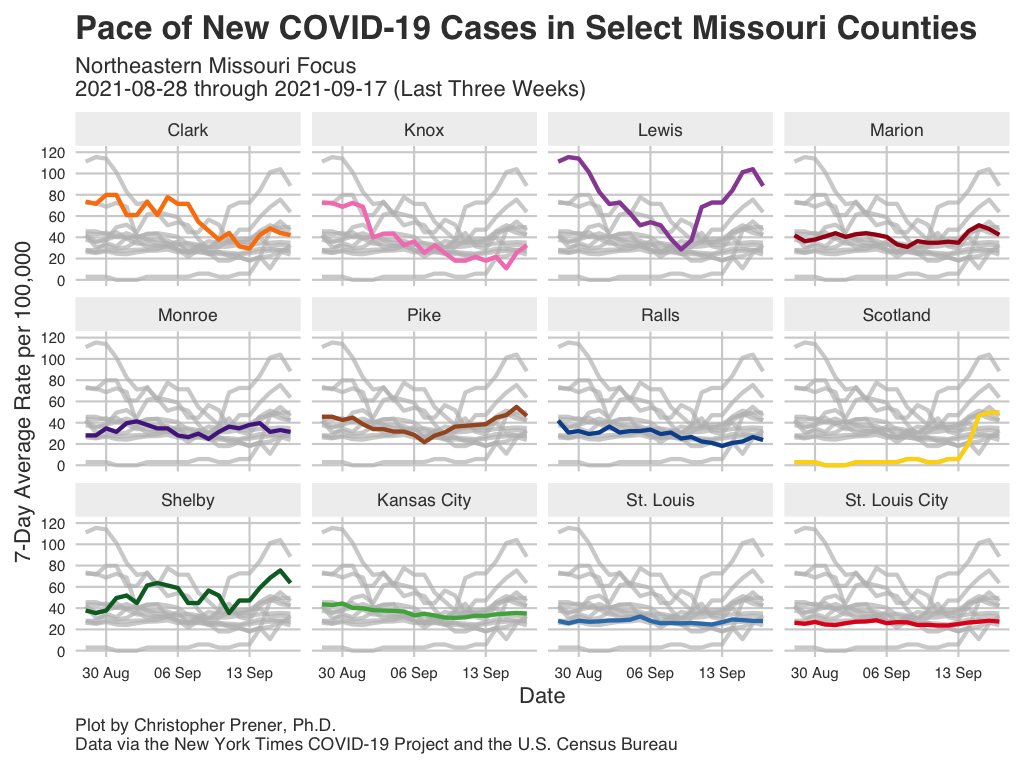 Pace of New COVID-19 Cases in Select Missouri Counties
Northeastern Missouri Focus
2021-08-28 through 2021-09-17 (Last Three Weeks)
Clark Knox Lewis Marion
120
100
80
60
40
20
0
Monroe Pike Ralls Scotland
120
100
80
60
40
20
0
Shelby Kansas City St. Louis St. Louis City
120
100
80
60
40
20
0
7-Day Average Rate per 100,000
30 Aug 06 Sep 13 Sep 30 Aug 06 Sep 13 Sep 30 Aug 06 Sep 13 Sep 30 Aug 06 Sep 13 Sep
Date
Plot by Christopher Prener, Ph.D.
Data via the New York Times COVID-19 Project and the U.S. Census Bureau